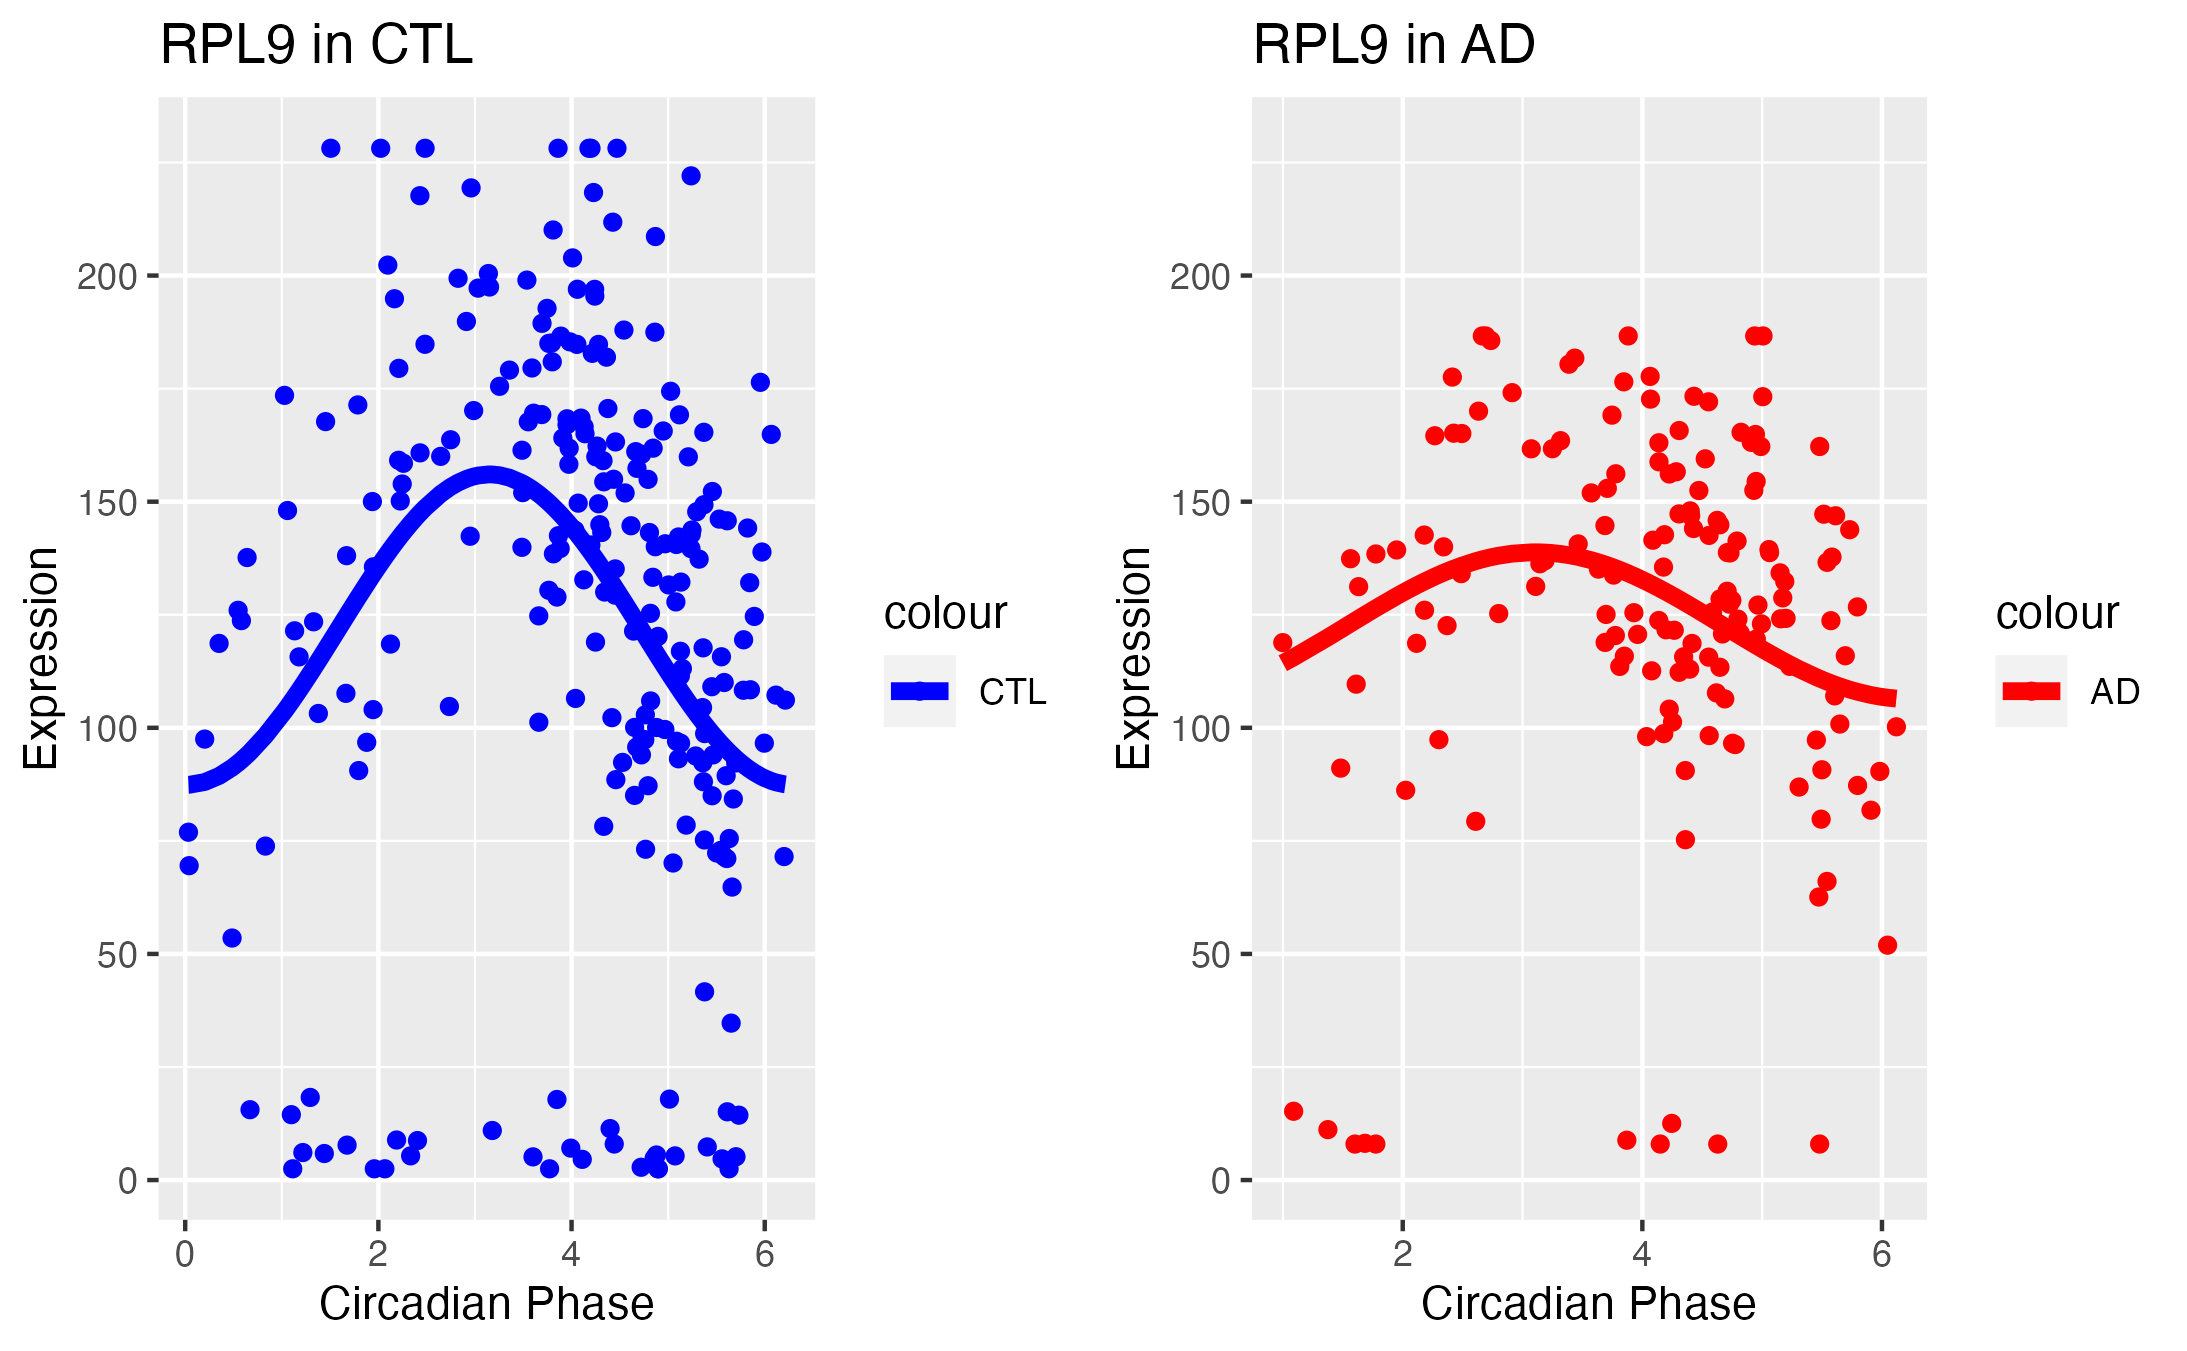 RPL9 in CTL
Expression
200
150
100
50
0
0 2 4 6
Circadian Phase
colour
CTL
RPL9 in AD
Expression
200
150
100
50
0
2 4 6
Circadian Phase
colour
AD